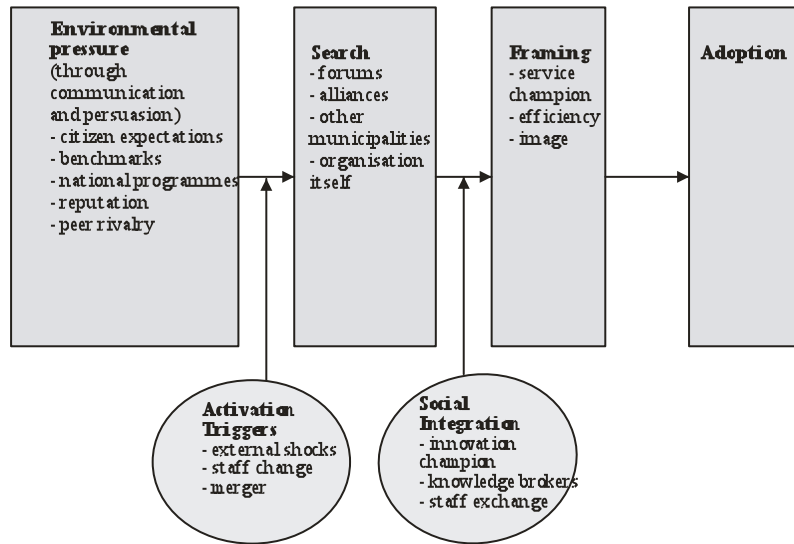 Environmental
pressure
(through
communication
and persuasion)
- citizen expectations
- benchmarks
- national programmes
- reputation
- peer rivalry
Search
- forums
- alliances
- other
municipalities
- organisation
itself
Framing
- service
champion
- efficiency
- image
Adoption
Activation
Triggers
- external shocks
- staff change
- merger
Social
Integration
- innovation
champion
- knowledge brokers
- staff exchange